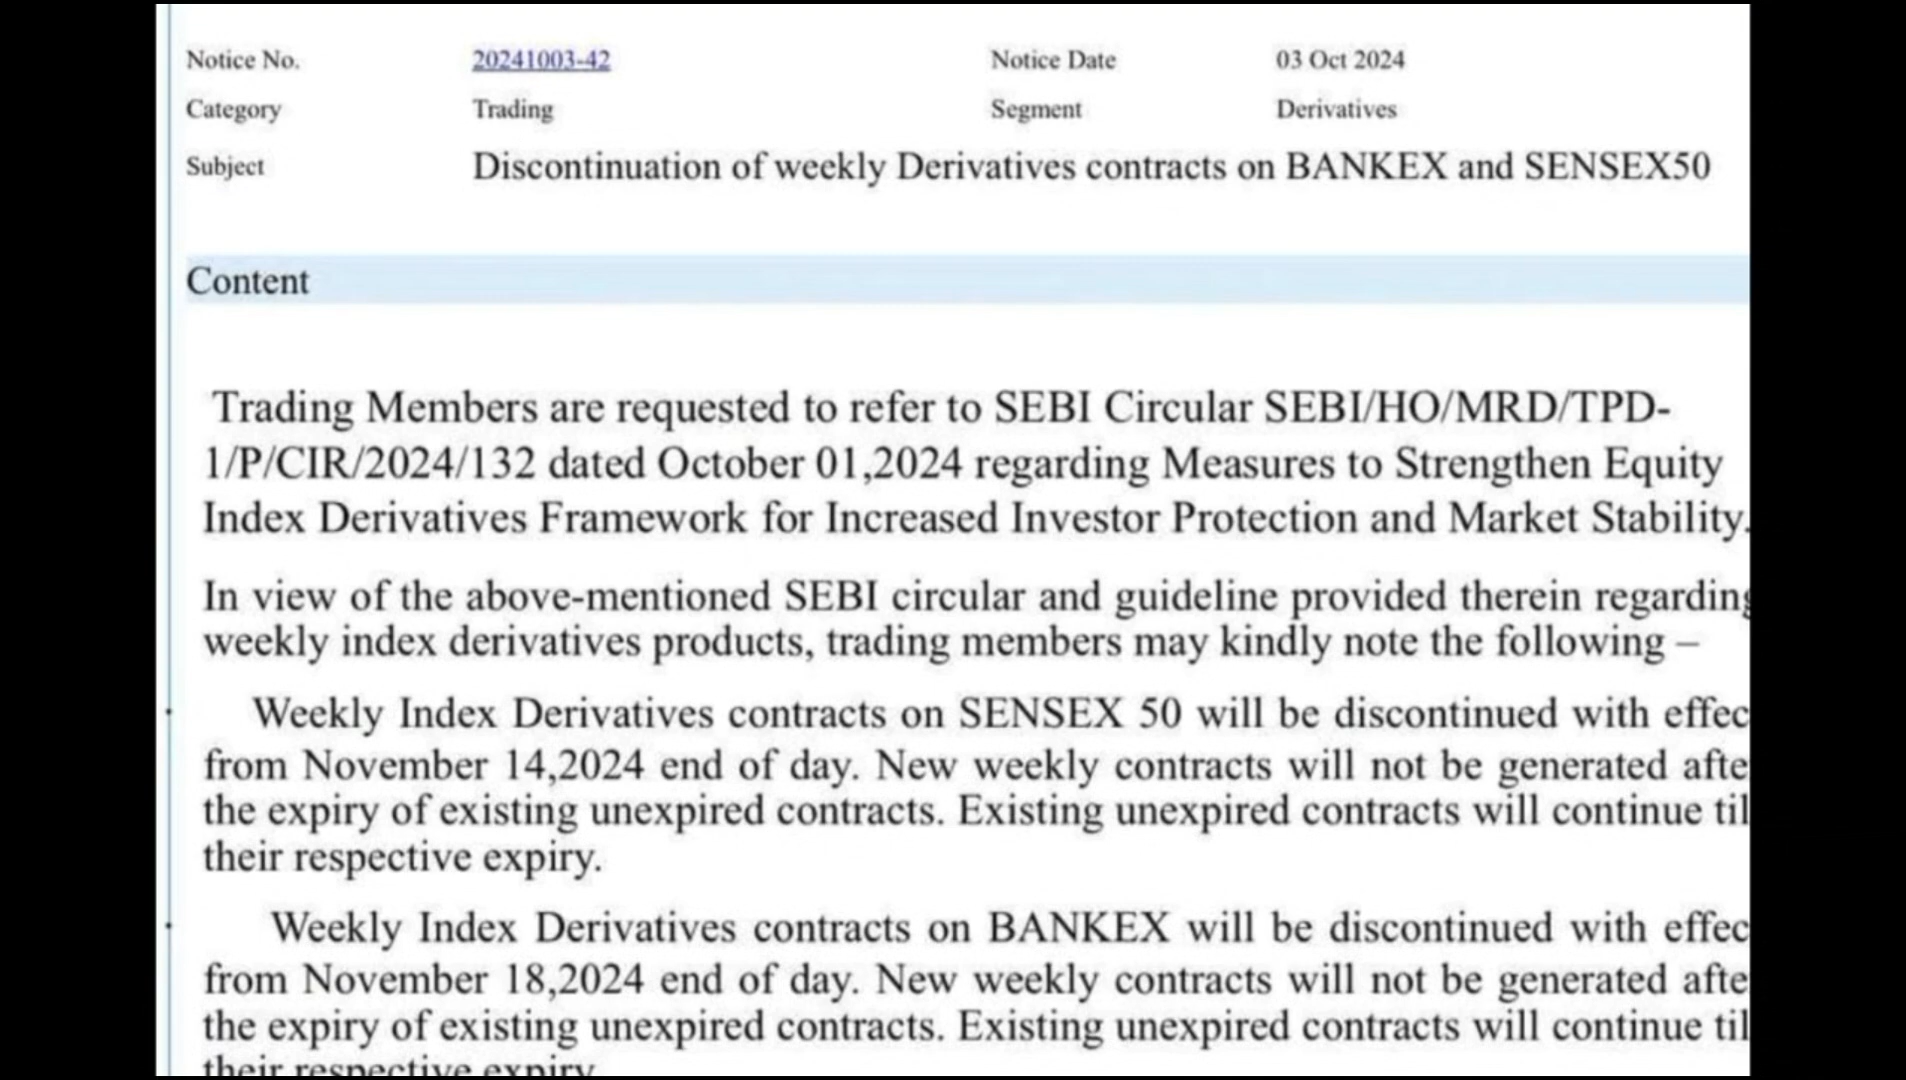 Notice No. 20241003-42 Notice Date 03 Oct 2024
Category Trading Segment Derivatives
Subject Discontinuation of weekly Derivatives contracts on BANKEX and SENSEX50
Content
Trading Members are requested to refer to SEBI Circular SEBI/HO/MRD/TPD-
1/P/CIR/2024/132 dated October 01,2024 regarding Measures to Strengthen Equity
Index Derivatives Framework for Increased Investor Protection and Market Stability.
In view of the above-mentioned SEBI circular and guideline provided therein regarding
weekly index derivatives products, trading members may kindly note the following –
Weekly Index Derivatives contracts on SENSEX 50 will be discontinued with effec
from November 14,2024 end of day. New weekly contracts will not be generated afte
the expiry of existing unexpired contracts. Existing unexpired contracts will continue til
their respective expiry.
Weekly Index Derivatives contracts on BANKEX will be discontinued with effec
from November 18,2024 end of day. New weekly contracts will not be generated afte
the expiry of existing unexpired contracts. Existing unexpired contracts will continue til
their respective expiry